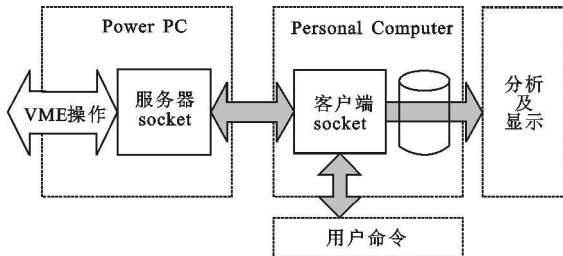 Power PC
Personal Computer
VME操作
服务器
socket
客户端
socket
分析
及
显示
用户命令